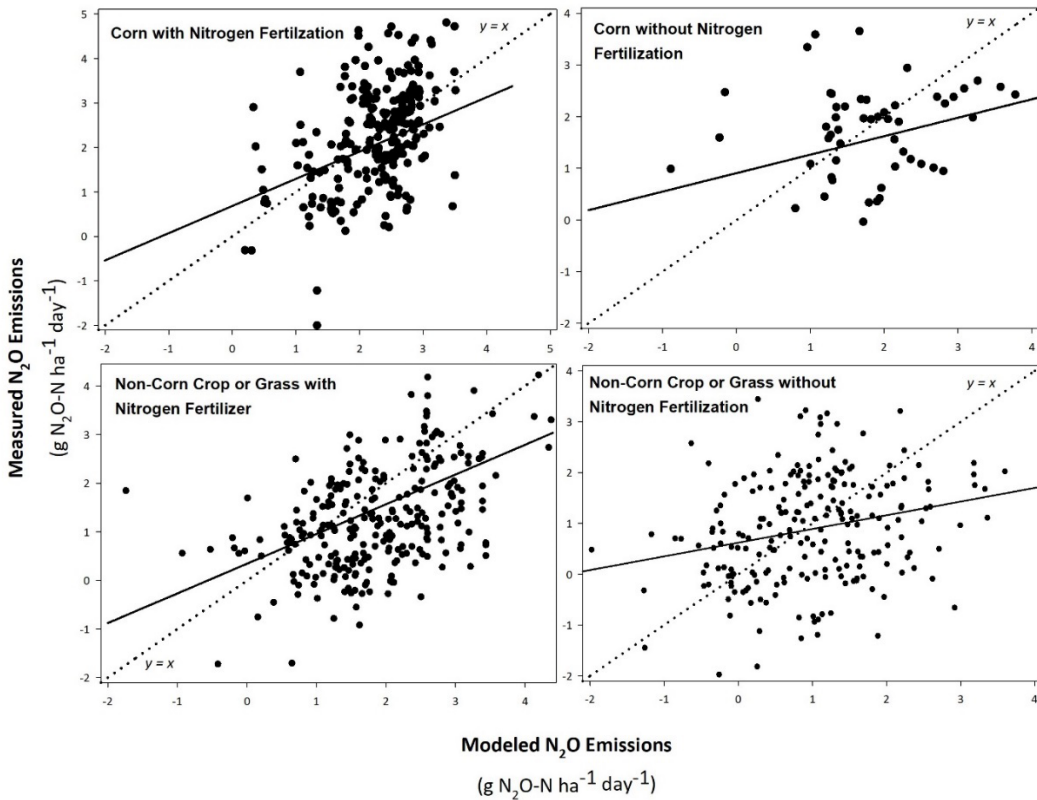 Corn with Nitrogen Fertilzation
y = x
5
4
3
2
1
0
-1
-2
-2 -1 0 1 2 3 4 5
Corn without Nitrogen
Fertilization
y = x
4
3
2
1
0
-1
-2
-2 -1 0 1 2 3 4
Measured N₂O Emissions
(g N₂O-N ha⁻¹ day⁻¹)
Non-Corn Crop or Grass with
Nitrogen Fertilizer
y = x
4
3
2
1
0
-1
-2
-2 -1 0 1 2 3 4
Non-Corn Crop or Grass without
Nitrogen Fertilization
y = x
4
3
2
1
0
-1
-2
-2 -1 0 1 2 3 4
Modeled N₂O Emissions
(g N₂O-N ha⁻¹ day⁻¹)